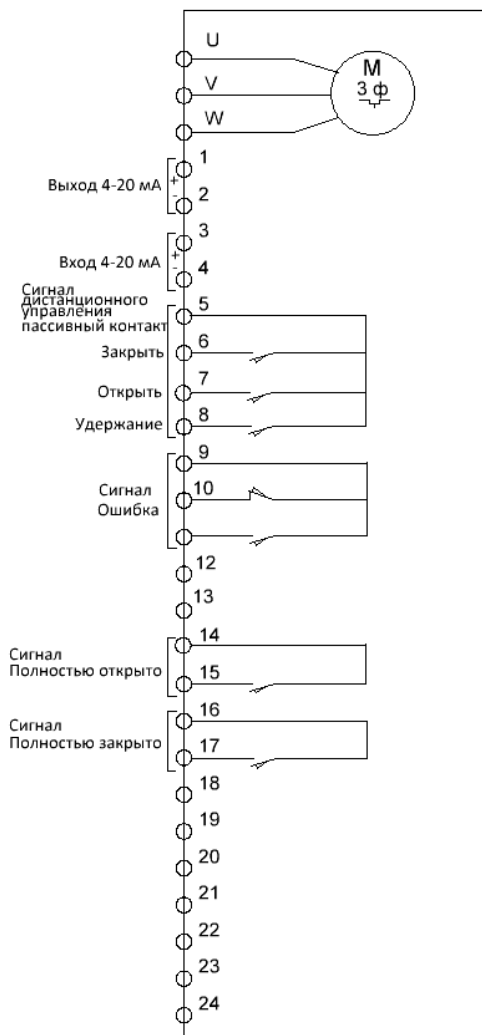 U
V
W
M
3 ф
1
Выход 4-20 мА
+
-
2
3
Вход 4-20 мА
+
-
4
Сигнал
дистанционного
управления
пассивный контакт
5
6
Закрыть
7
Открыть
8
Удержание
9
Сигнал
Ошибка
10
12
13
14
Сигнал
Полностью открыто
15
16
Сигнал
Полностью закрыто
17
18
19
20
21
22
23
24